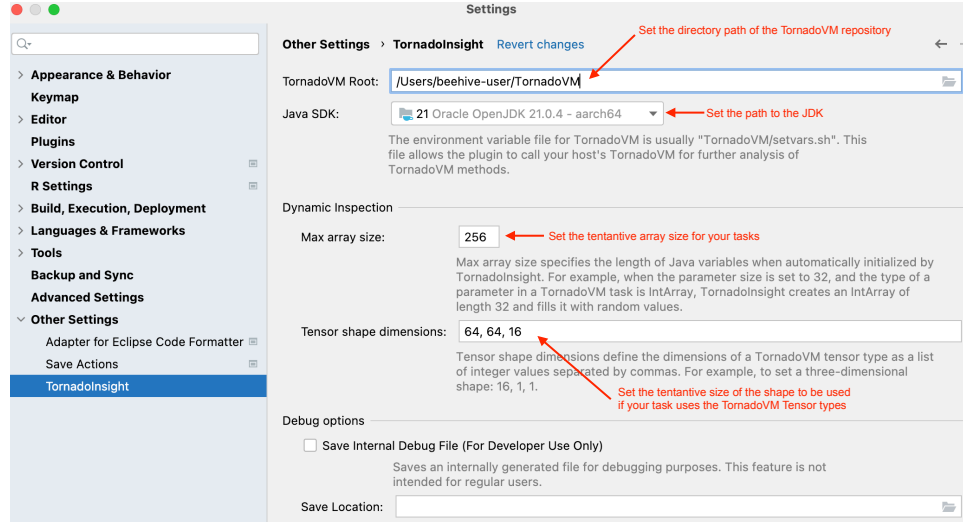 Settings
Set the directory path of the TornadoVM repository
Other Settings › TornadoInsight Revert changes
Appearance & Behavior
Keymap
Editor
Plugins
Version Control
R Settings
Build, Execution, Deployment
Languages & Frameworks
Tools
Backup and Sync
Advanced Settings
Other Settings
Adapter for Eclipse Code Formatter
Save Actions
TornadoInsight
TornadoVM Root: /Users/beehive-user/TornadoVM
Java SDK: 21 Oracle OpenJDK 21.0.4 - aarch64 Set the path to the JDK
The environment variable file for TornadoVM is usually "TornadoVM/setvars.sh". This
file allows the plugin to call your host's TornadoVM for further analysis of
TornadoVM methods.
Dynamic Inspection
Max array size: 256 Set the tentantive array size for your tasks
Max array size specifies the length of Java variables when automatically initialized by
TornadoInsight. For example, when the parameter size is set to 32, and the type of a
parameter in a TornadoVM task is IntArray, TornadoInsight creates an IntArray of
length 32 and fills it with random values.
Tensor shape dimensions: 64, 64, 16
Tensor shape dimensions define the dimensions of a TornadoVM tensor type as a list
of integer values separated by commas. For example, to set a three-dimensional
shape: 16, 1, 1.
Set the tentantive size of the shape to be used
if your task uses the TornadoVM Tensor types
Debug options
Save Internal Debug File (For Developer Use Only)
Saves an internally generated file for debugging purposes. This feature is not
intended for regular users.
Save Location: